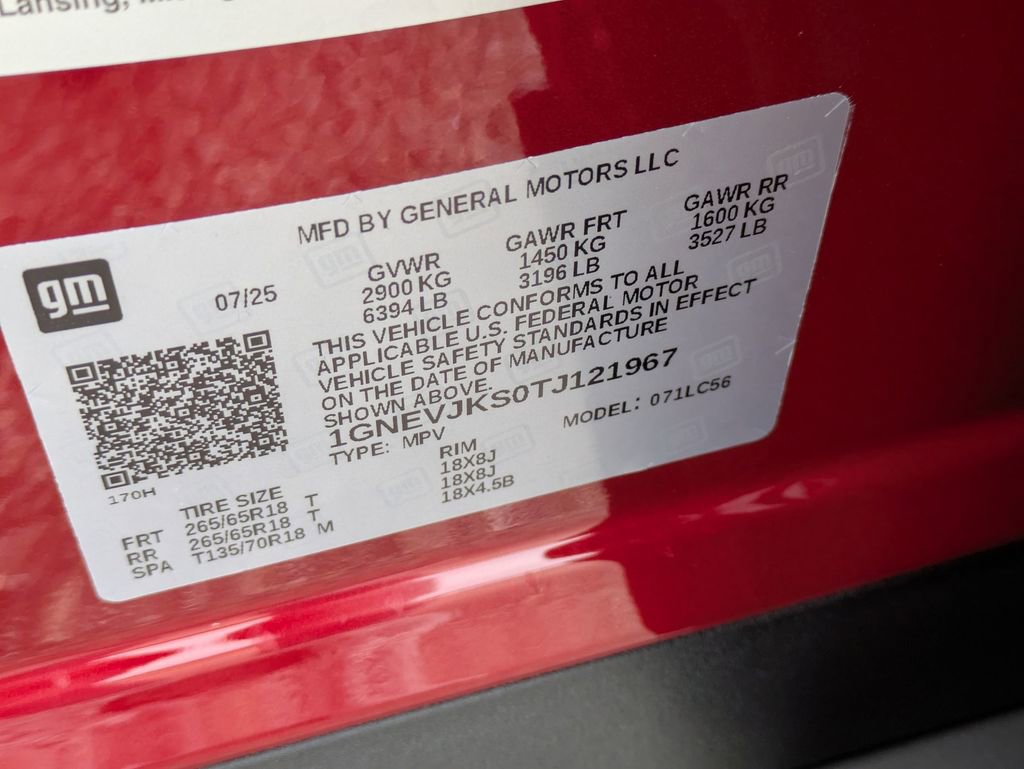 Lansing,
MFD BY GENERAL MOTORS LLC
gm
07/25
GVWR GAWR FRT GAWR RR
2900 KG 1450 KG 1600 KG
6394 LB 3196 LB 3527 LB
THIS VEHICLE CONFORMS TO ALL
APPLICABLE U.S. FEDERAL MOTOR
VEHICLE SAFETY STANDARDS IN EFFECT
ON THE DATE OF MANUFACTURE
SHOWN ABOVE.
1GNEVJKS0TJ121967
TYPE: MPV MODEL: 071LC56
170H
TIRE SIZE RIM
FRT 265/65R18 T 18X8J
RR 265/65R18 T 18X8J
SPA T135/70R18 M 18X4.5B